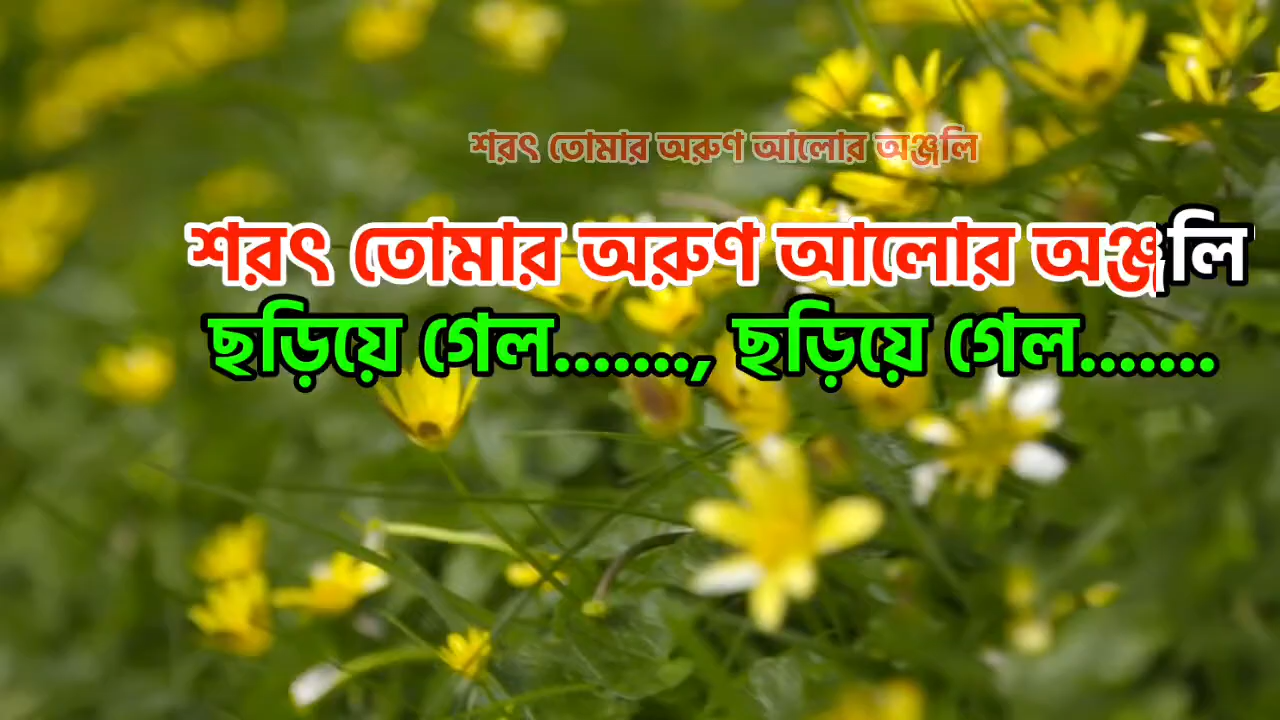 শরৎ তোমার অরুণ আলোর অঞ্জলি
শরৎ তোমার অরুণ আলোর অঞ্জলি
ছড়িয়ে গেল......., ছড়িয়ে গেল.......